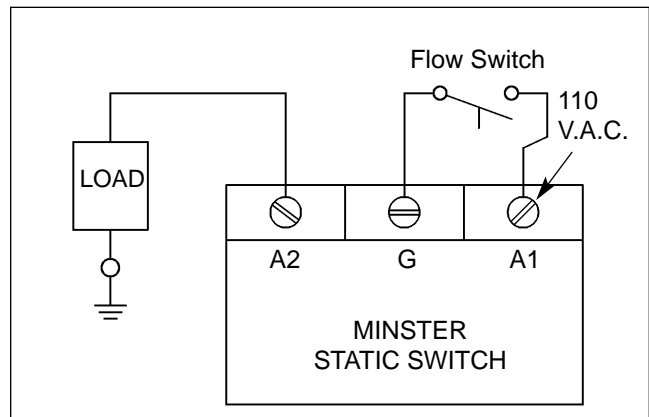 Flow Switch
110
V.A.C.
LOAD
A2 G A1
MINSTER
STATIC SWITCH